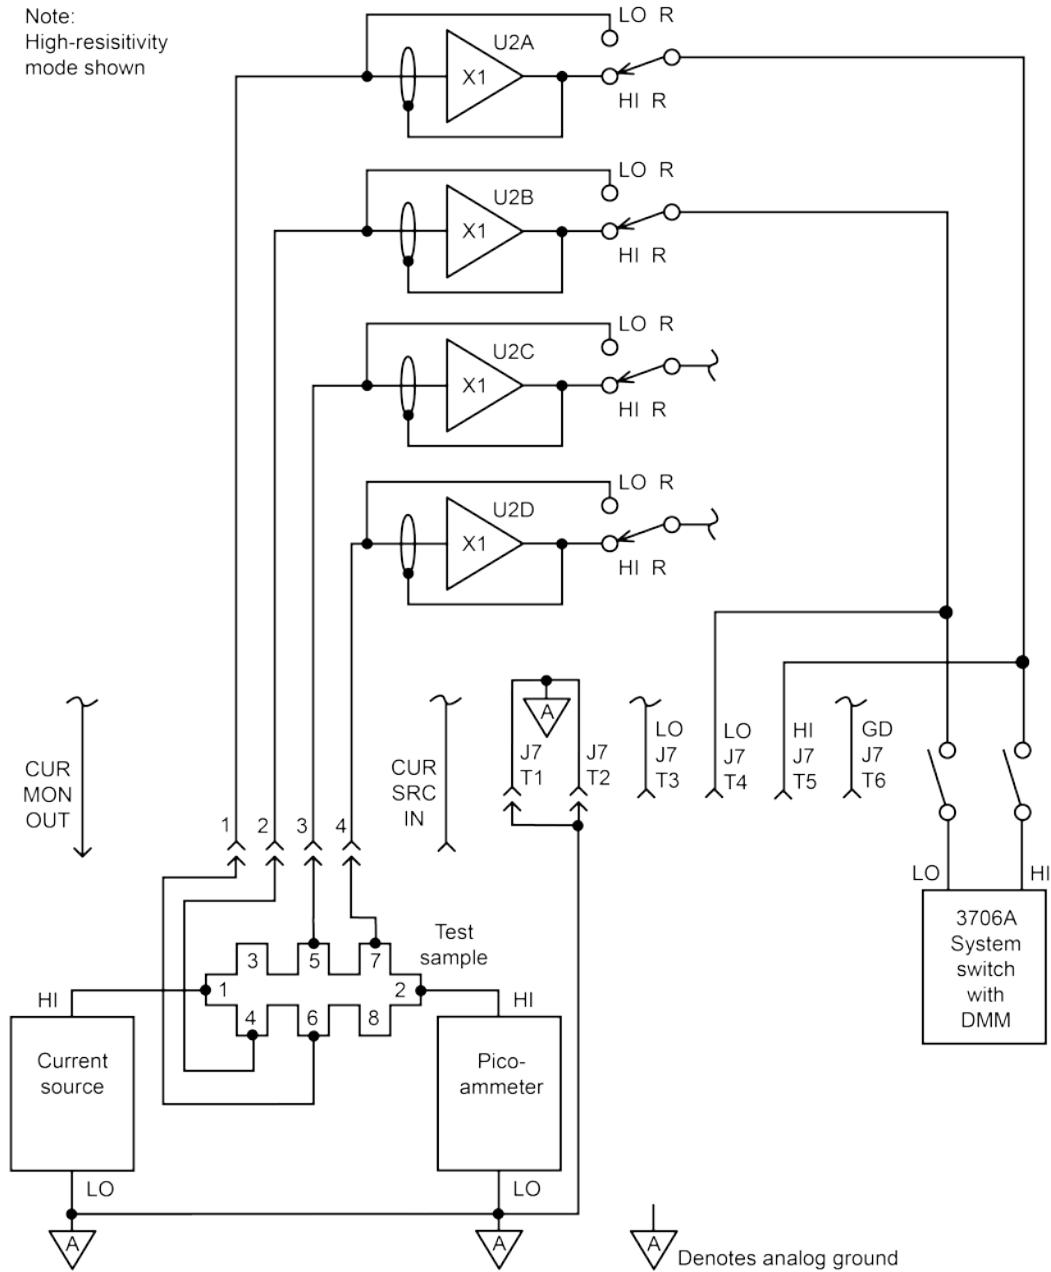 Note:
High-resisitivity
mode shown
LO R
U2A
X1
HI R
LO R
U2B
X1
HI R
LO R
U2C
X1
HI R
LO R
U2D
X1
HI R
CUR
MON
OUT
1
2
3
4
CUR
SRC
IN
A
J7
T1
J7
T2
LO
J7
T3
LO
J7
T4
HI
J7
T5
GD
J7
T6
LO
HI
3706A
System
switch
with
DMM
Test
sample
3
5
7
1
2
4
6
8
HI
Current
source
LO
HI
Pico-
ammeter
LO
A
A
A
Denotes analog ground